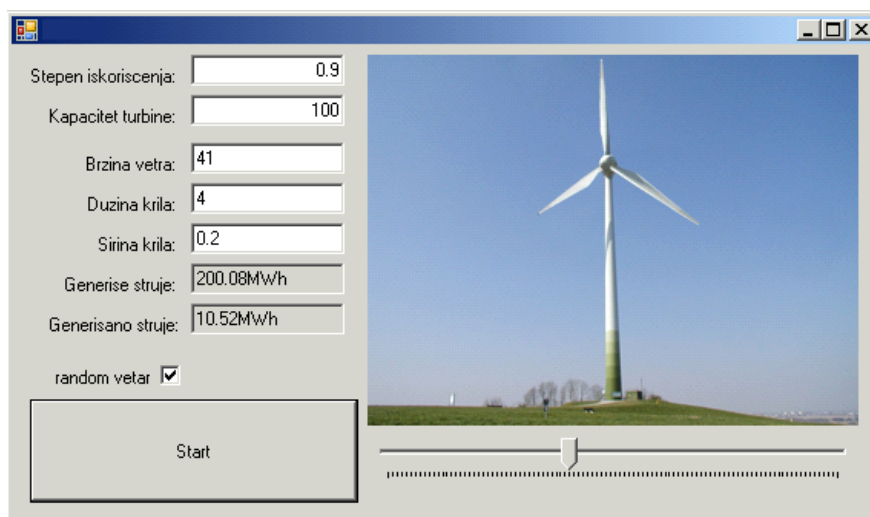 Stepen iskoriscenja: 0.9
Kapacitet turbine: 100
Brzina vetra: 41
Duzina krila: 4
Sirina krila: 0.2
Generise struje: 200.08MWh
Generisano struje: 10.52MWh
random vetar
Start